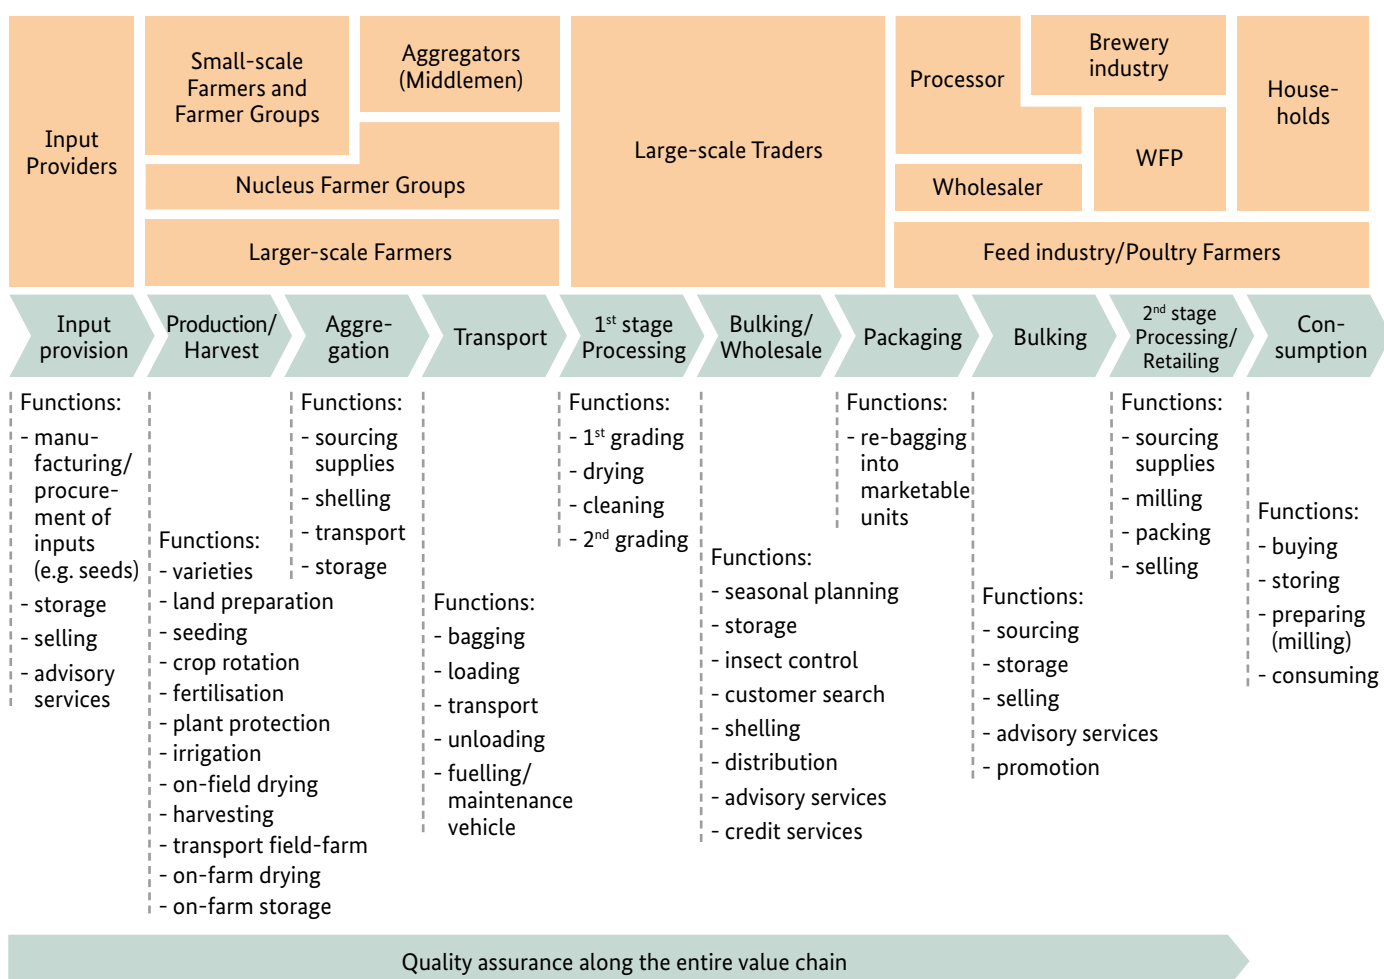 Input
Providers
Small-scale
Farmers and
Farmer Groups
Aggregators
(Middlemen)
Nucleus Farmer Groups
Larger-scale Farmers
Large-scale Traders
Processor
Brewery
industry
Wholesaler
WFP
House-
holds
Feed industry/Poultry Farmers
Input
provision
Production/
Harvest
Aggre-
gation
Transport
1st stage
Processing
Bulking/
Wholesale
Packaging
Bulking
2nd stage
Processing/
Retailing
Con-
sumption
Functions:
- manu-
facturing/
procure-
ment of
inputs
(e.g. seeds)
- storage
- selling
- advisory
services
Functions:
- varieties
- land preparation
- seeding
- crop rotation
- fertilisation
- plant protection
- irrigation
- on-field drying
- harvesting
- transport field-farm
- on-farm drying
- on-farm storage
Functions:
- sourcing
supplies
- shelling
- transport
- storage
Functions:
- bagging
- loading
- transport
- unloading
- fuelling/
maintenance
vehicle
Functions:
- 1st grading
- drying
- cleaning
- 2nd grading
Functions:
- seasonal planning
- storage
- insect control
- customer search
- shelling
- distribution
- advisory services
- credit services
Functions:
- re-bagging
into
marketable
units
Functions:
- sourcing
- storage
- selling
- advisory services
- promotion
Functions:
- sourcing
supplies
- milling
- packing
- selling
Functions:
- buying
- storing
- preparing
(milling)
- consuming
Quality assurance along the entire value chain